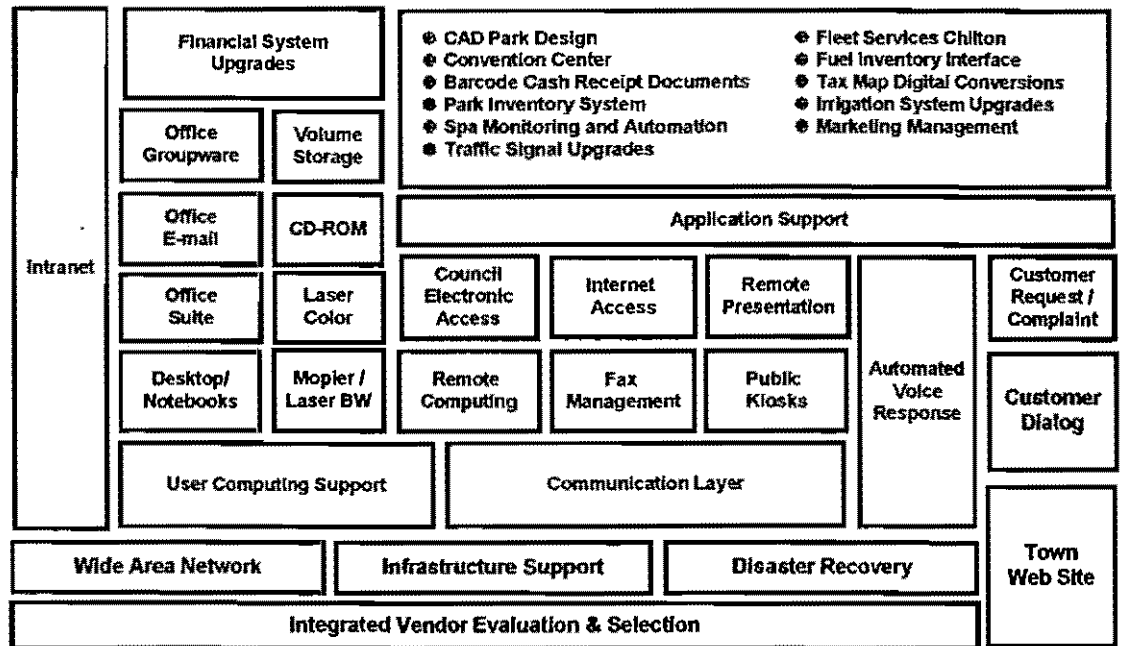 Financial System
Upgrades
CAD Park Design
Convention Center
Barcode Cash Receipt Documents
Park Inventory System
Spa Monitoring and Automation
Traffic Signal Upgrades
Fleet Services Chilton
Fuel Inventory Interface
Tax Map Digital Conversions
Irrigation System Upgrades
Marketing Management
Office
Groupware
Volume
Storage
Office
E-mail
CD-ROM
Application Support
Intranet
Office
Suite
Laser
Color
Council
Electronic
Access
Internet
Access
Remote
Presentation
Customer
Request /
Complaint
Desktop/
Notebooks
Mopier /
Laser BW
Remote
Computing
Fax
Management
Public
Kiosks
Automated
Voice
Response
Customer
Dialog
User Computing Support
Communication Layer
Wide Area Network
Infrastructure Support
Disaster Recovery
Town
Web Site
Integrated Vendor Evaluation & Selection